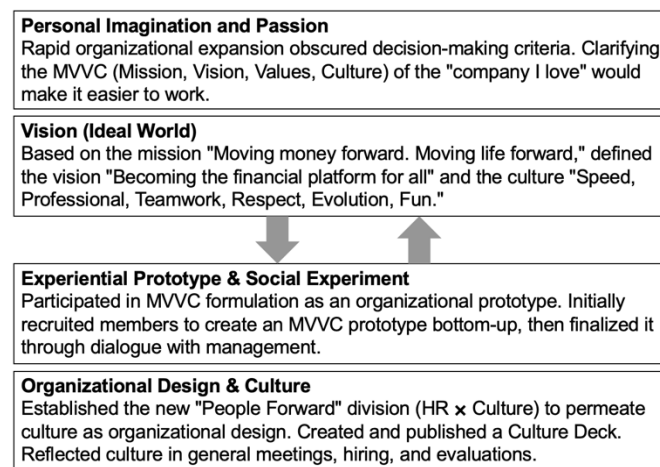 Personal Imagination and Passion
Rapid organizational expansion obscured decision-making criteria. Clarifying
the MVVC (Mission, Vision, Values, Culture) of the "company I love" would
make it easier to work.
Vision (Ideal World)
Based on the mission "Moving money forward. Moving life forward," defined
the vision "Becoming the financial platform for all" and the culture "Speed,
Professional, Teamwork, Respect, Evolution, Fun."
Experiential Prototype & Social Experiment
Participated in MVVC formulation as an organizational prototype. Initially
recruited members to create an MVVC prototype bottom-up, then finalized it
through dialogue with management.
Organizational Design & Culture
Established the new "People Forward" division (HR × Culture) to permeate
culture as organizational design. Created and published a Culture Deck.
Reflected culture in general meetings, hiring, and evaluations.